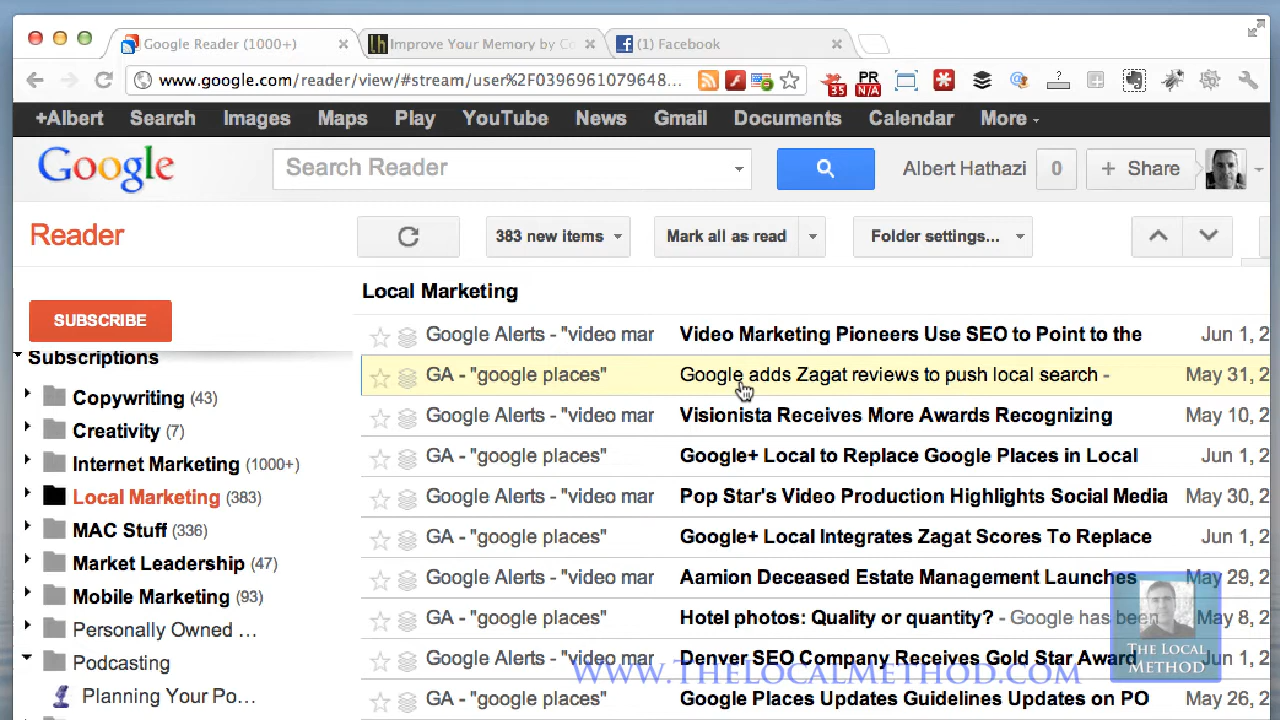 Google Reader (1000+)
Improve Your Memory by Co
(1) Facebook
www.google.com/reader/view/#stream/user%2F0396961079648...
35
PR
N/A
?
+Albert Search Images Maps Play YouTube News Gmail Documents Calendar More
Google
Search Reader
Albert Hathazi
0
+ Share
Reader
383 new items
Mark all as read
Folder settings...
SUBSCRIBE
Subscriptions
Copywriting (43)
Creativity (7)
Internet Marketing (1000+)
Local Marketing (383)
MAC Stuff (336)
Market Leadership (47)
Mobile Marketing (93)
Personally Owned ...
Podcasting
Planning Your Po...
Local Marketing
Google Alerts - "video mar Video Marketing Pioneers Use SEO to Point to the Jun 1, 2
GA - "google places" Google adds Zagat reviews to push local search - May 31, 2
Google Alerts - "video mar Visionista Receives More Awards Recognizing May 10, 2
GA - "google places" Google+ Local to Replace Google Places in Local Jun 1, 2
Google Alerts - "video mar Pop Star's Video Production Highlights Social Media May 30, 2
GA - "google places" Google+ Local Integrates Zagat Scores To Replace Jun 1, 2
Google Alerts - "video mar Aamion Deceased Estate Management Launches May 29, 2
GA - "google places" Hotel photos: Quality or quantity? - Google has been May 8, 2
Google Alerts - "video mar Denver SEO Company Receives Gold Star Award Jun 1, 2
GA - "google places" Google Places Updates Guidelines Updates on PO May 26, 2
www.TheLocalMethod.com
THE LOCAL
METHOD